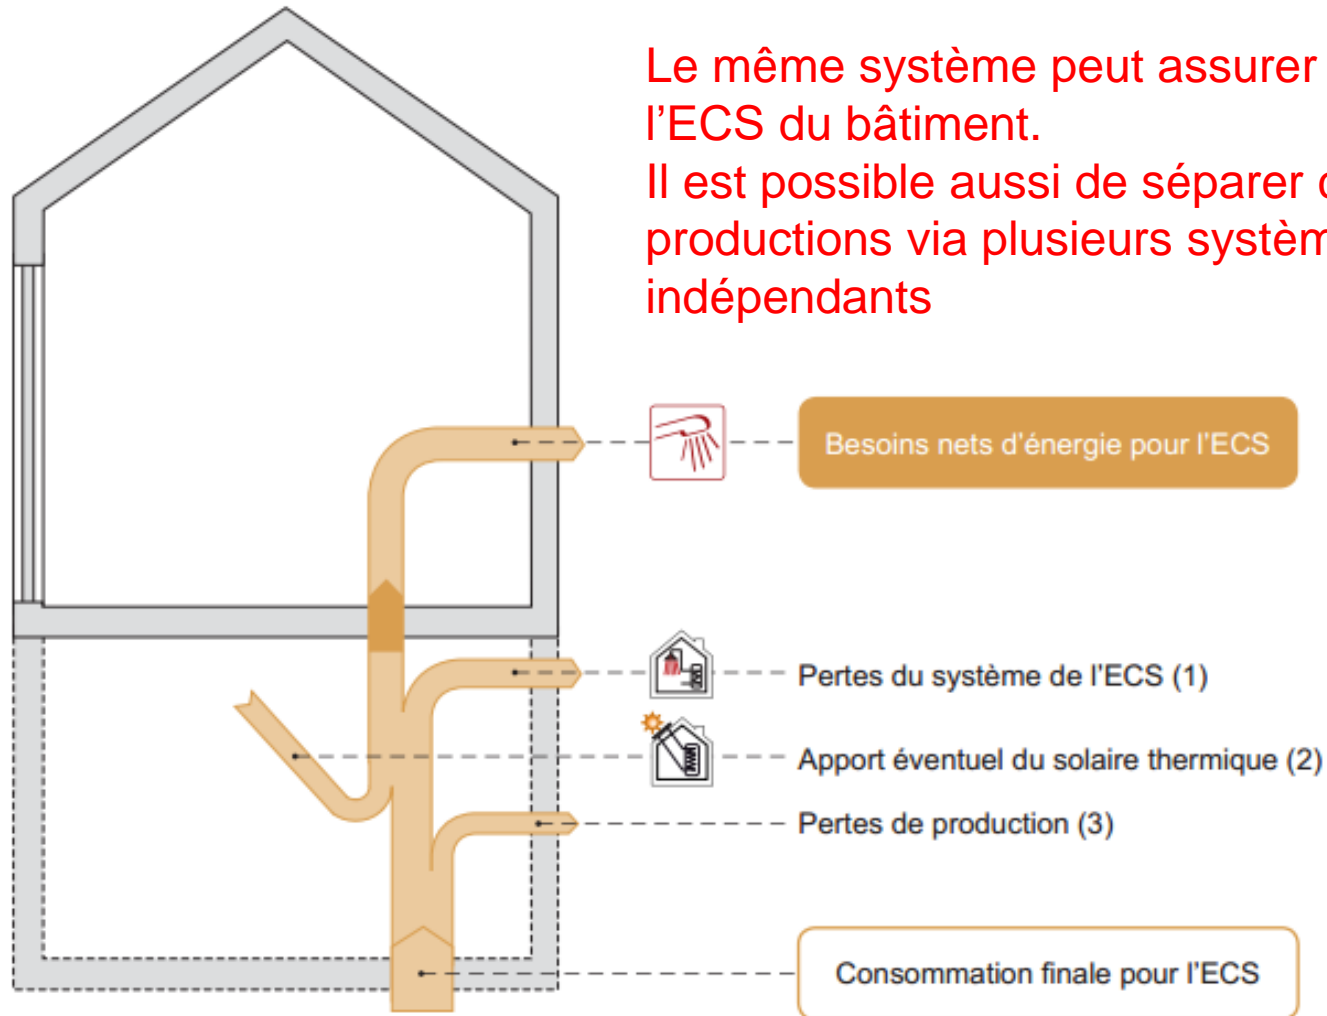 Le même système peut assurer
l’ECS du bâtiment.
Il est possible aussi de séparer
productions via plusieurs systèm
indépendants
Besoins nets d’énergie pour l’ECS
Pertes du système de l’ECS (1)
Apport éventuel du solaire thermique (2)
Pertes de production (3)
Consommation finale pour l’ECS